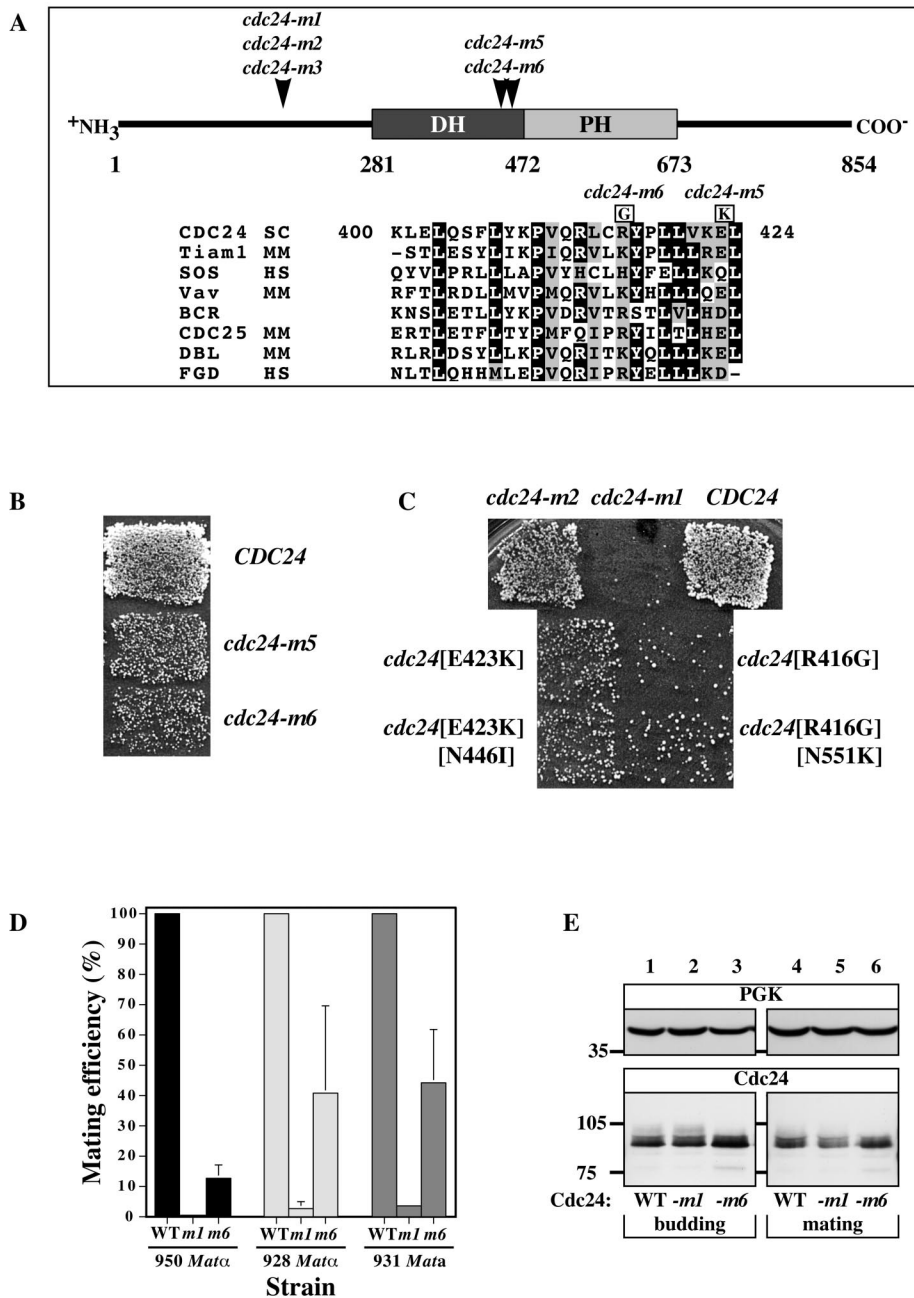 A
cdc24-m1
cdc24-m2
cdc24-m3
cdc24-m5
cdc24-m6
+NH3
DH
PH
COO-
1
281
472
673
854
cdc24-m6
cdc24-m5
G
K
CDC24 SC 400 KLELQSFLYKPVQRLCRYPLLVKEL 424
Tiam1 MM -STLESYLIKPIQRVLKYPLLLREL
SOS HS QYVLPRLLLAPVYHCLHYFELLKQL
Vav MM RFTLRDLLMVPMQRVLKYHLLLQEL
BCR KNSLETLLYKPVDRVTRSTLVLHDL
CDC25 MM ERTLETFLTYPMFQIPRYILTLHEL
DBL MM RLRLDSYLLKPVQRITKYQLLLKEL
FGD HS NLTLQHHMLEPVQRIPRYELLLKD-
B
CDC24
cdc24-m5
cdc24-m6
C
cdc24-m2
cdc24-m1
CDC24
cdc24[E423K]
cdc24[R416G]
cdc24[E423K]
[N446I]
cdc24[R416G]
[N551K]
D
Mating efficiency (%)
100
90
80
70
60
50
40
30
20
10
0
WT m1 m6
WT m1 m6
WT m1 m6
950 Matα
928 Matα
931 Mata
Strain
E
1 2 3 4 5 6
PGK
35
Cdc24
105
75
Cdc24: WT -m1 -m6 WT -m1 -m6
budding
mating